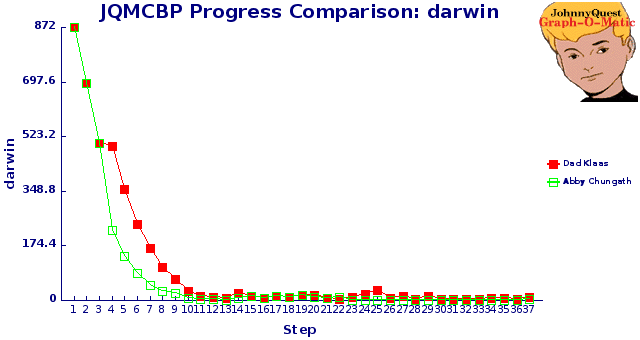 JQMCBP Progress Comparison: darwin
JohnnyQuest
Graph-O-Matic
872
697.6
523.2
348.8
174.4
0
darwin
1 2 3 4 5 6 7 8 9 10 11 12 13 14 15 16 17 18 19 20 21 22 23 24 25 26 27 28 29 30 31 32 33 34 35 36 37
Step
Dad Klaas
Abby Chungath